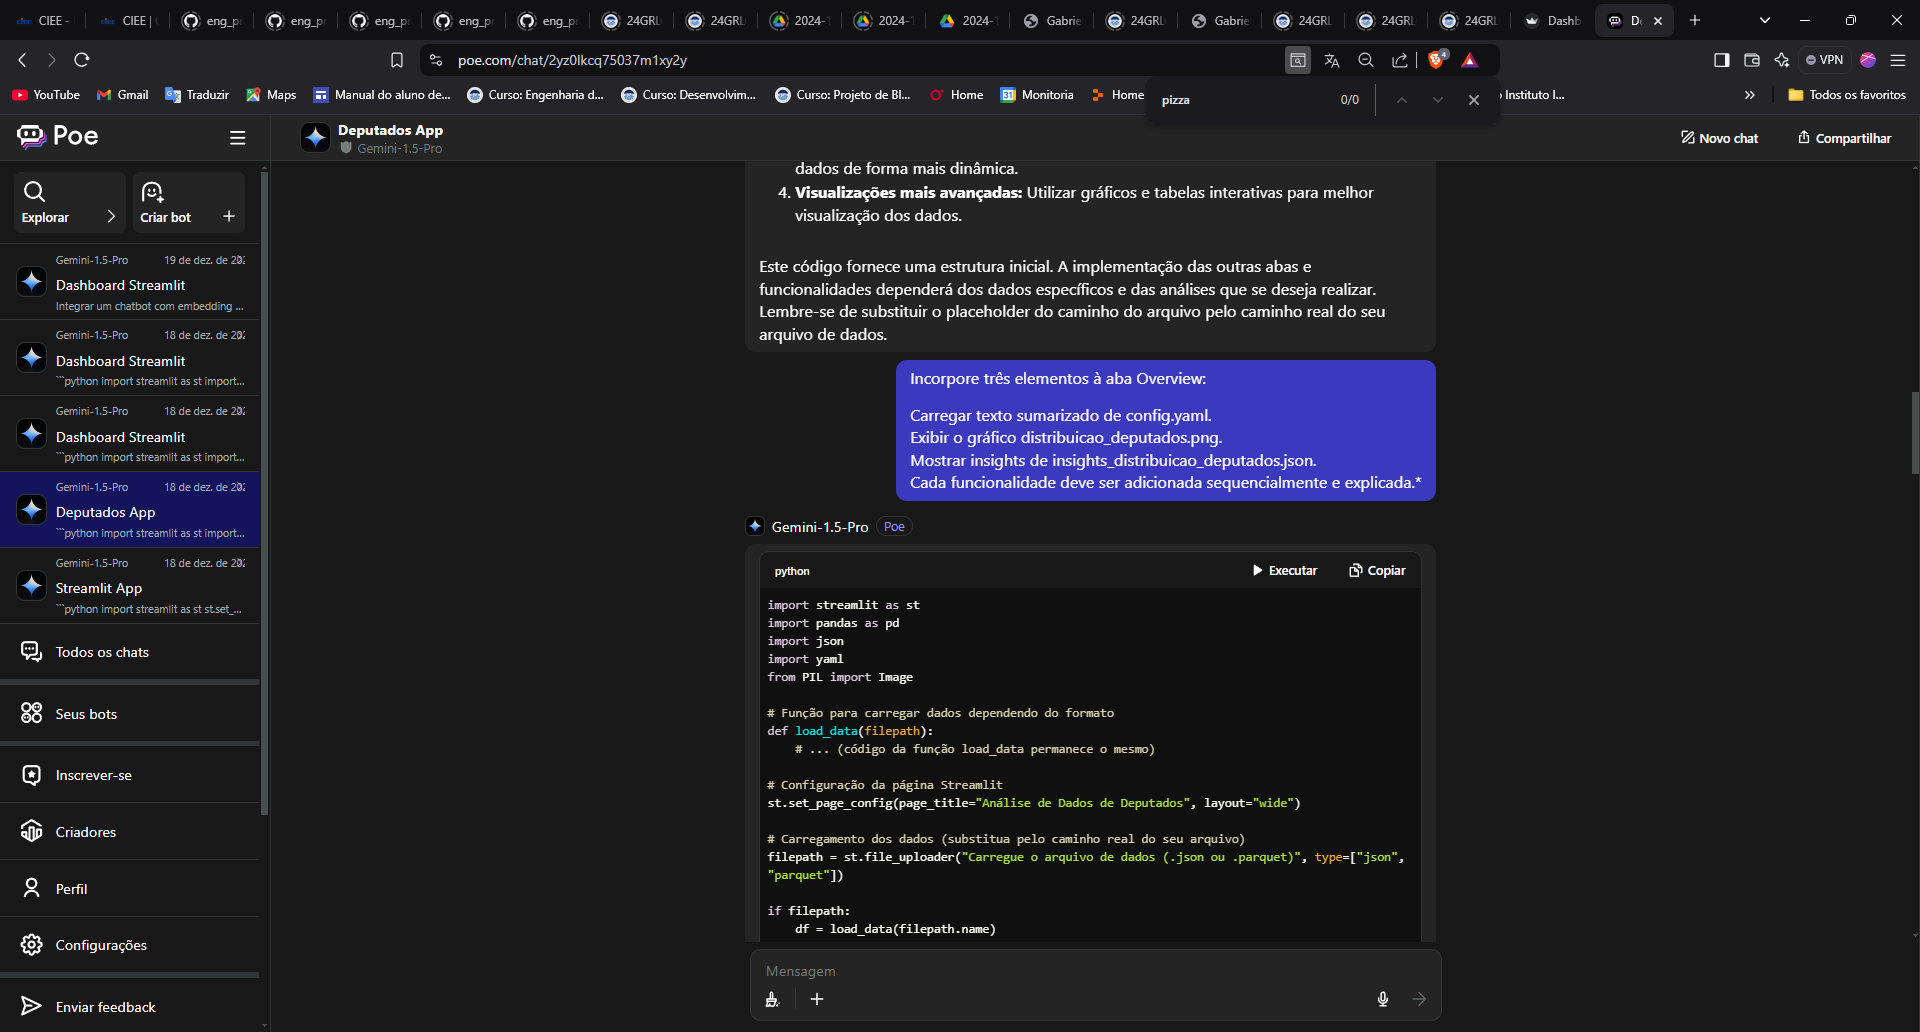 CIEE -
CIEE | (
eng_p
eng_p
eng_p
eng_p
eng_p
24GRL
24GRL
2024-1
2024-1
2024-1
Gabrie
24GRL
Gabrie
24GRL
24GRL
24GRL
Dashb
D
poe.com/chat/2yz0lkcq75037m1xy2y
4
VPN
YouTube
Gmail
Traduzir
Maps
Manual do aluno de...
Curso: Engenharia d...
Curso: Desenvolvim...
Curso: Projeto de Bl...
Home
31
Monitoria
Home
Instituto I...
Todos os favoritos
pizza
0/0
Poe
Deputados App
Gemini-1.5-Pro
Novo chat
Compartilhar
Explorar
Criar bot
Gemini-1.5-Pro
19 de dez. de 202
Dashboard Streamlit
Integrar um chatbot com embedding ...
Gemini-1.5-Pro
18 de dez. de 202
Dashboard Streamlit
```python import streamlit as st import...
Gemini-1.5-Pro
18 de dez. de 202
Dashboard Streamlit
```python import streamlit as st import...
Gemini-1.5-Pro
18 de dez. de 202
Deputados App
```python import streamlit as st import...
Gemini-1.5-Pro
18 de dez. de 202
Streamlit App
```python import streamlit as st st.set_...
Todos os chats
Seus bots
Inscrever-se
Criadores
Perfil
Configurações
Enviar feedback
dados de forma mais dinâmica.
4. Visualizações mais avançadas: Utilizar gráficos e tabelas interativas para melhor
visualização dos dados.
Este código fornece uma estrutura inicial. A implementação das outras abas e
funcionalidades dependerá dos dados específicos e das análises que se deseja realizar.
Lembre-se de substituir o placeholder do caminho do arquivo pelo caminho real do seu
arquivo de dados.
Incorpore três elementos à aba Overview:
Carregar texto sumarizado de config.yaml.
Exibir o gráfico distribuicao_deputados.png.
Mostrar insights de insights_distribuicao_deputados.json.
Cada funcionalidade deve ser adicionada sequencialmente e explicada.*
Gemini-1.5-Pro
Poe
python
Executar
Copiar
import streamlit as st
import pandas as pd
import json
import yaml
from PIL import Image
# Função para carregar dados dependendo do formato
def load_data(filepath):
# ... (código da função load_data permanece o mesmo)
# Configuração da página Streamlit
st.set_page_config(page_title="Análise de Dados de Deputados", layout="wide")
# Carregamento dos dados (substitua pelo caminho real do seu arquivo)
filepath = st.file_uploader("Carregue o arquivo de dados (.json ou .parquet)", type=["json",
"parquet"])
if filepath:
df = load_data(filepath.name)
Mensagem